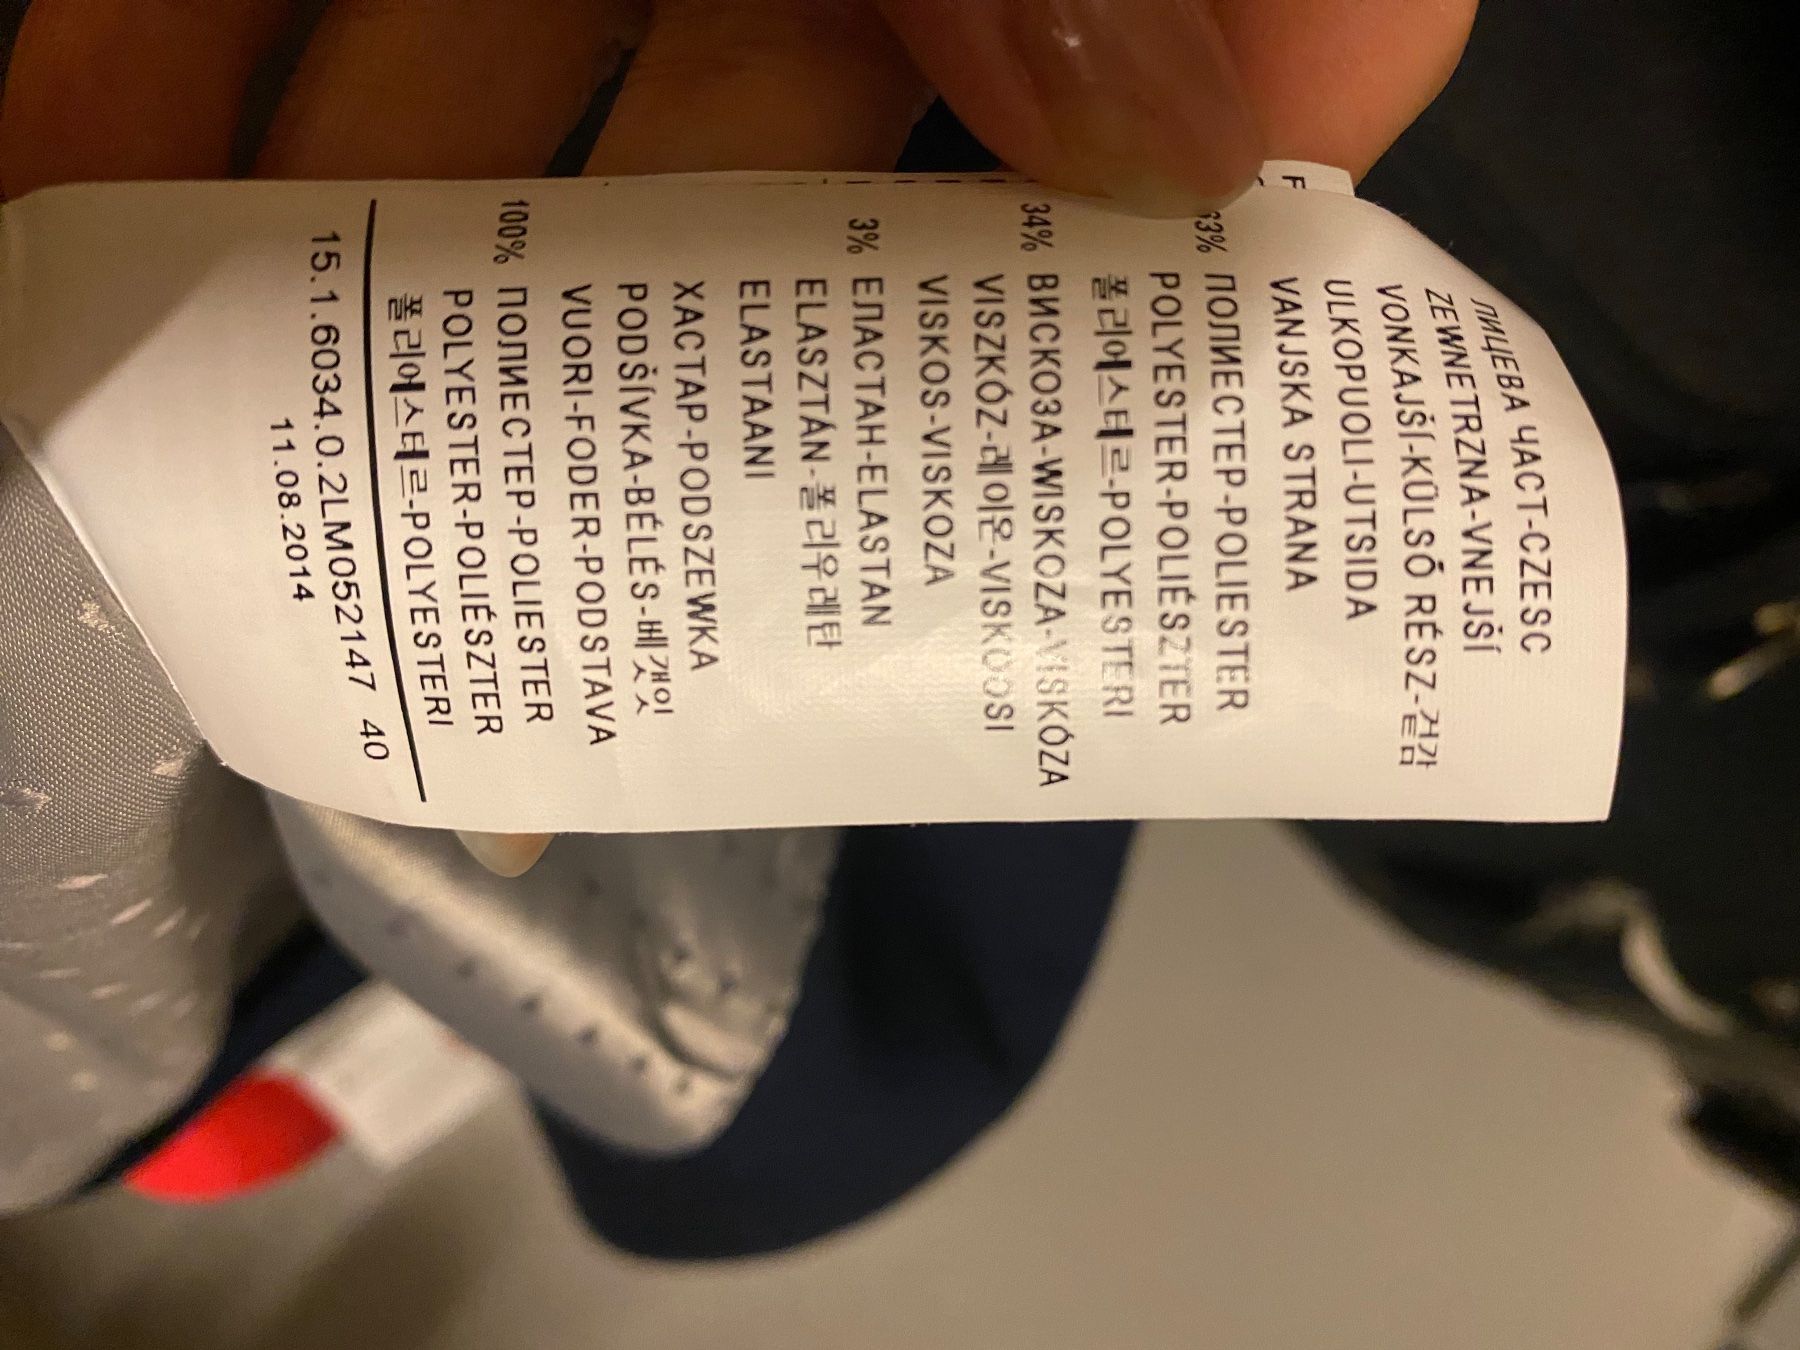 ЛИЦЕВА ЧАСТ-CZESC
ZEWNETRZNA-VNEJŠÍ
VONKAJŠÍ-KÜLSŐ RÉSZ-겉감
ULKOPUOLI-UTSIDA
VANJSKA STRANA
63% ПОЛИЕСТЕР-POLIESTER
POLYESTER-POLIÉSZTER
폴리에스테르-POLYESTERI
34% ВИСКОЗА-WISKOZA-VISKÓZA
VISZKÓZ-레이온-VISKOOSI
VISKOS-VISKOZA
3% ЕЛАСТАН-ELASTAN
ELASZTÁN-폴리우레탄
ELASTAANI
ХАСТАР-PODSZEWKA
PODŠÍVKA-BÉLÉS-베갯잇
VUORI-FODER-PODSTAVA
100% ПОЛИЕСТЕР-POLIESTER
POLYESTER-POLIÉSZTER
폴리에스테르-POLYESTERI
15.1.6034.0.2LM052147 40
11.08.2014